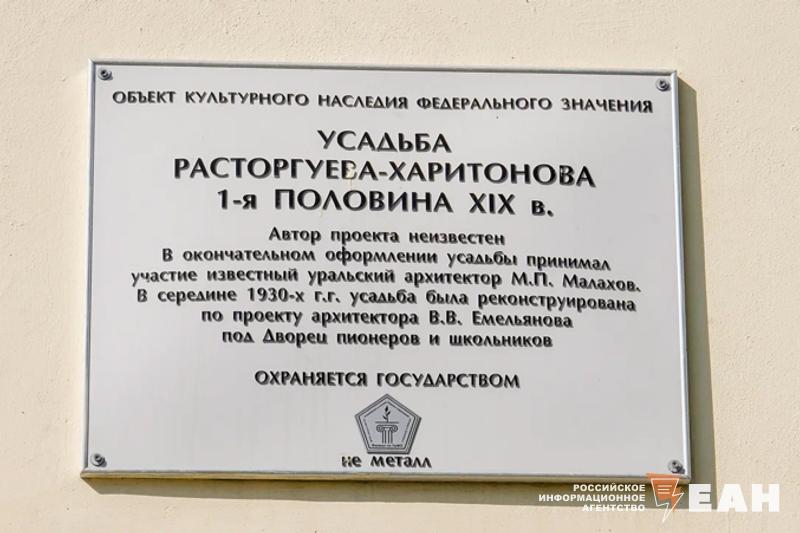 ОБЪЕКТ КУЛЬТУРНОГО НАСЛЕДИЯ ФЕДЕРАЛЬНОГО ЗНАЧЕНИЯ
УСАДЬБА
РАСТОРГУЕВА-ХАРИТОНОВА
1-я ПОЛОВИНА XIX в.
Автор проекта неизвестен
В окончательном оформлении усадьбы принимал
участие известный уральский архитектор М.П. Малахов.
В середине 1930-х г.г. усадьба была реконструирована
по проекту архитектора В.В. Емельянова
под Дворец пионеров и школьников
ОХРАНЯЕТСЯ ГОСУДАРСТВОМ
не металл
РОССИЙСКОЕ
ИНФОРМАЦИОННОЕ
АГЕНТСТВО
ЕАН